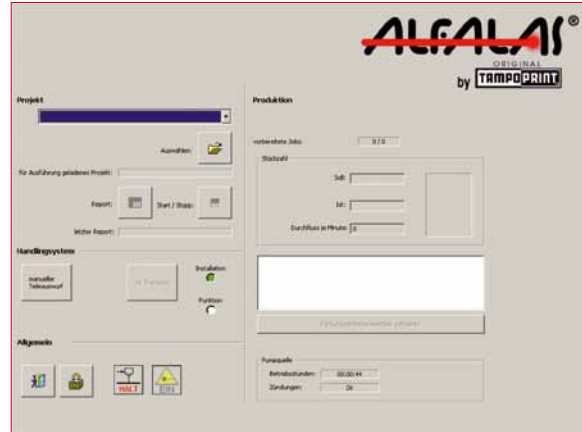 ALFALAS®
ORIGINAL
by TAMPOPRINT
Projekt
Auswählen:
für Ausführung geladenes Projekt:
Report:
Start / Stopp:
letzter Report:
Handlingsystem
manueller
Teileauswurf
Installation
Funktion
Allgemein
HALT
EIN
Produktion
vorbereitete Jobs:
0 / 0
Stückzahl
Soll:
Ist:
Durchfluss je Minute:
0
Pumpquelle
Betriebsstunden:
00:00:44
Zündungen:
26